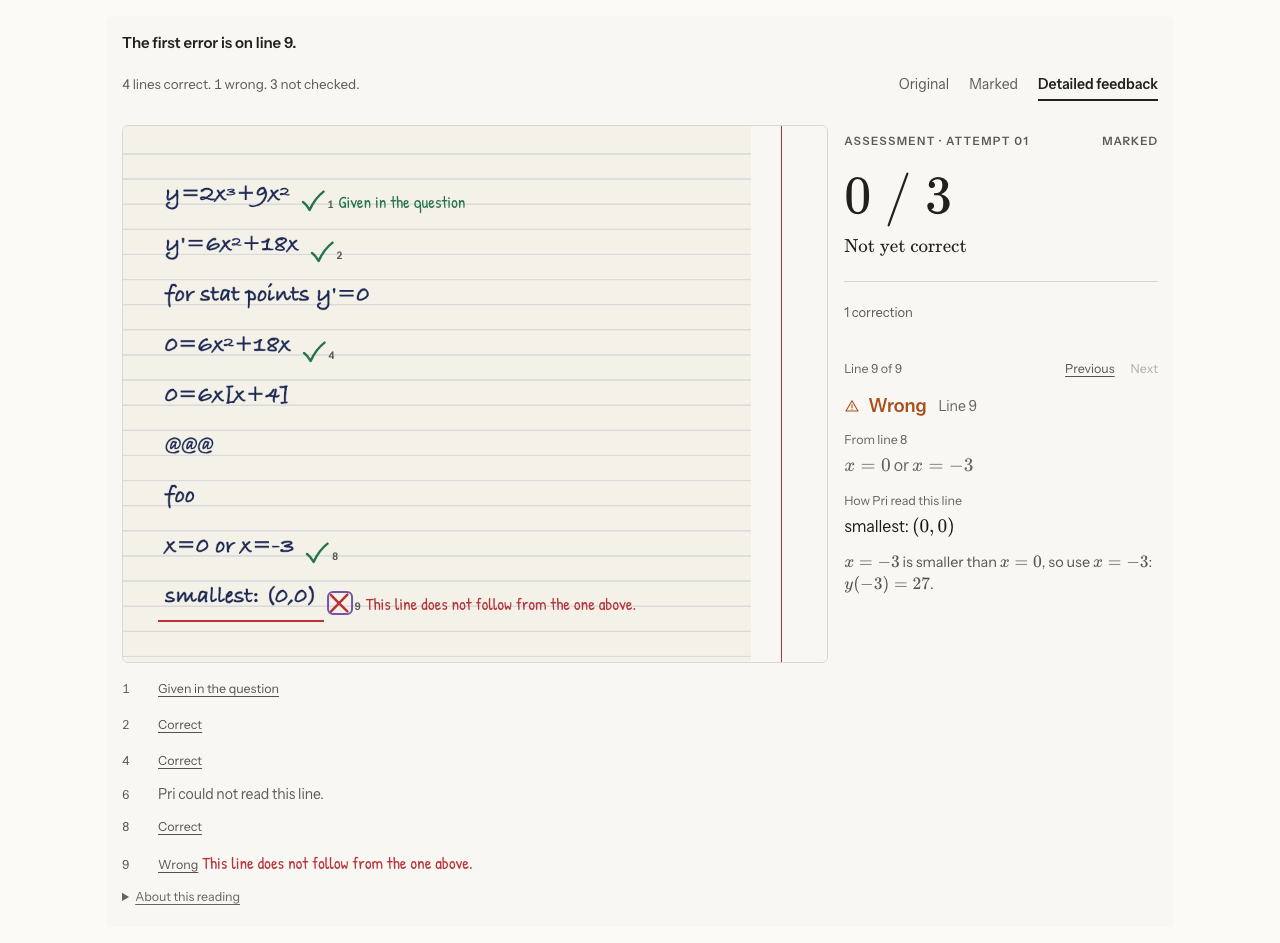 The first error is on line 9.
4 lines correct. 1 wrong. 3 not checked.
Original Marked Detailed feedback
y=2x³+9x² 1 Given in the question
y'=6x²+18x 2
for stat points y'=0
0=6x²+18x 4
0=6x[x+4]
@@@
foo
x=0 or x=-3 8
smallest: (0,0) 9 This line does not follow from the one above.
ASSESSMENT · ATTEMPT 01 MARKED
0 / 3
Not yet correct
1 correction
Line 9 of 9 Previous Next
Wrong Line 9
From line 8
x = 0 or x = −3
How Pri read this line
smallest: (0, 0)
x = −3 is smaller than x = 0, so use x = −3:
y(−3) = 27.
1 Given in the question
2 Correct
4 Correct
6 Pri could not read this line.
8 Correct
9 Wrong This line does not follow from the one above.
About this reading